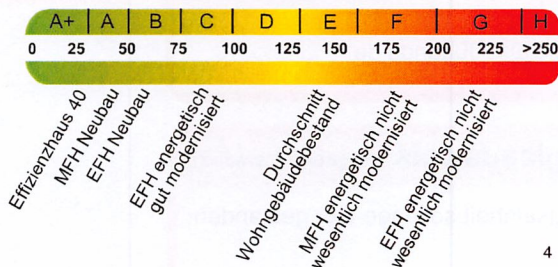 A+ A B C D E F G H
0 25 50 75 100 125 150 175 200 225 >250
Effizienzhaus 40
MFH Neubau
EFH Neubau
EFH energetisch
gut modernisiert
Durchschnitt
Wohngebäudebestand
MFH energetisch nicht
wesentlich modernisiert
EFH energetisch nicht
wesentlich modernisiert
4